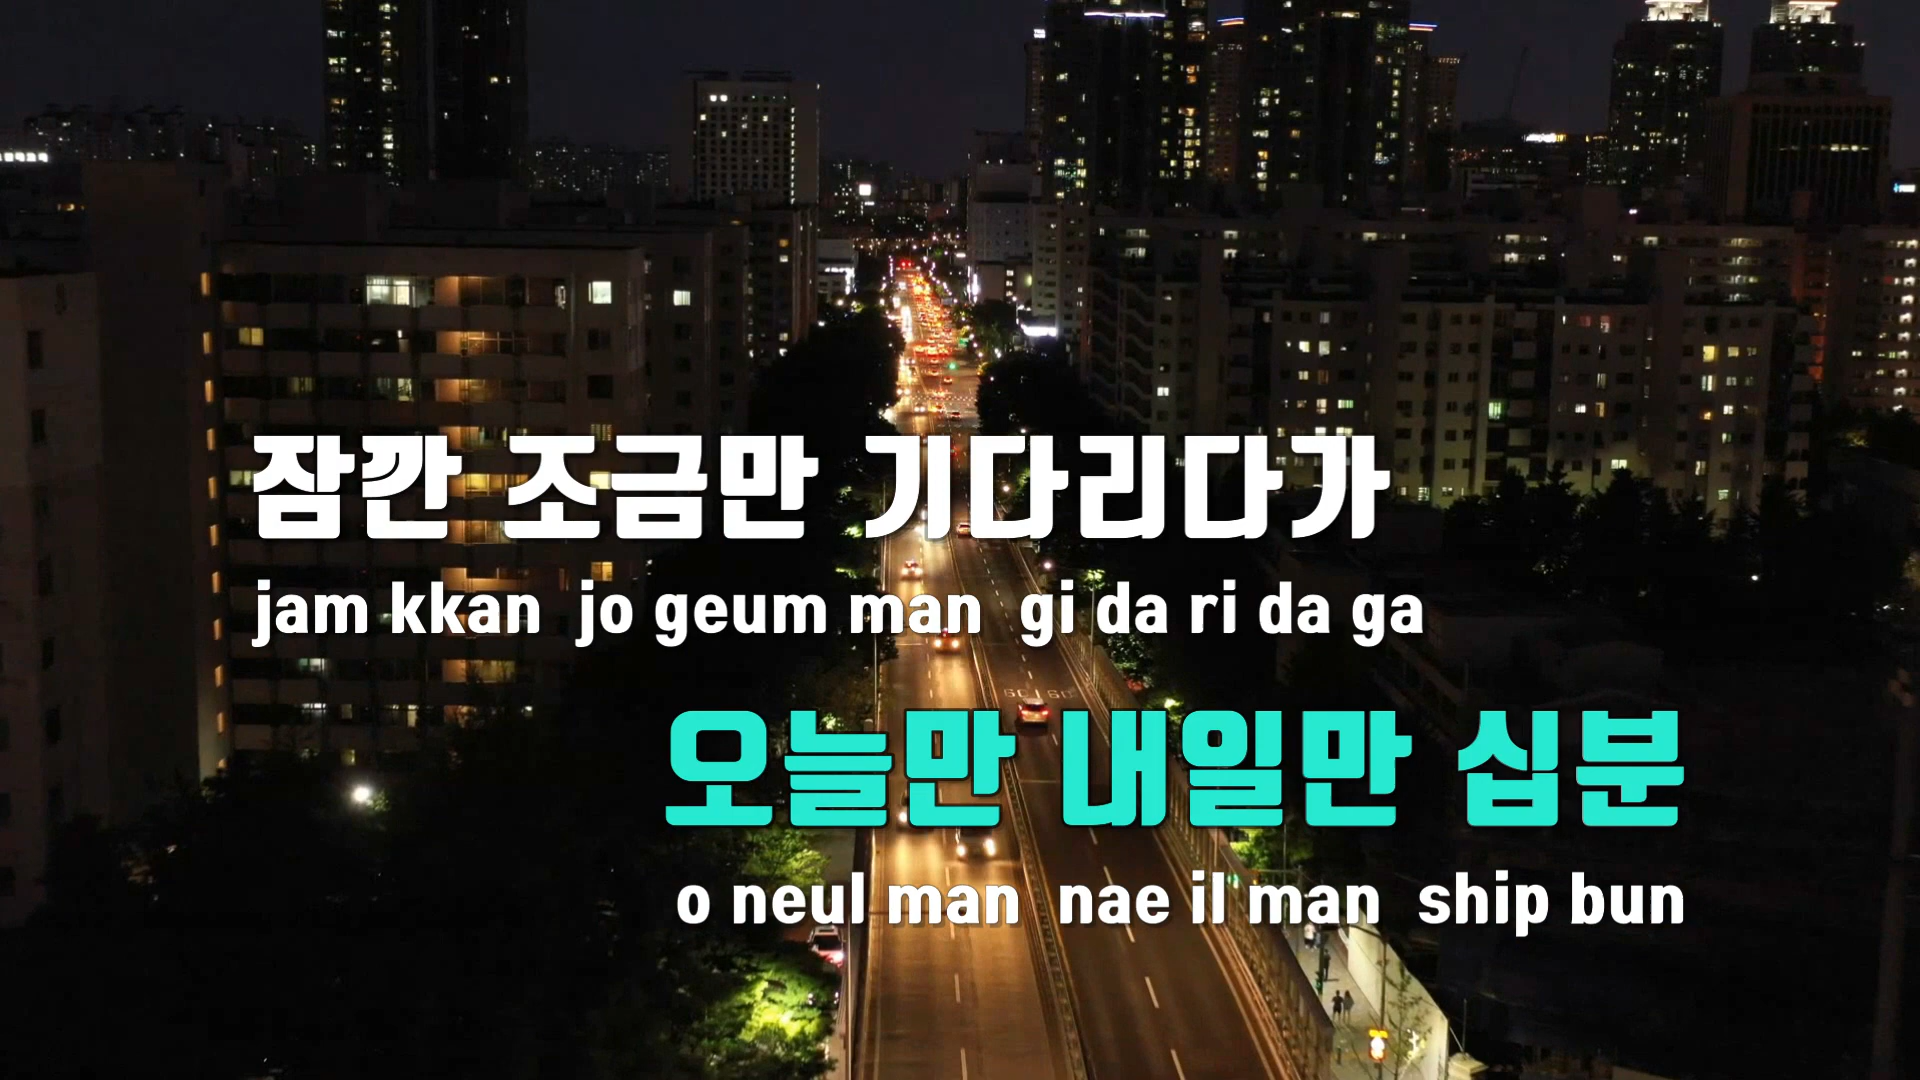 잠깐 조금만 기다리다가
jam kkan jo geum man gi da ri da ga
오늘만 내일만 십분
o neul man nae il man ship bun